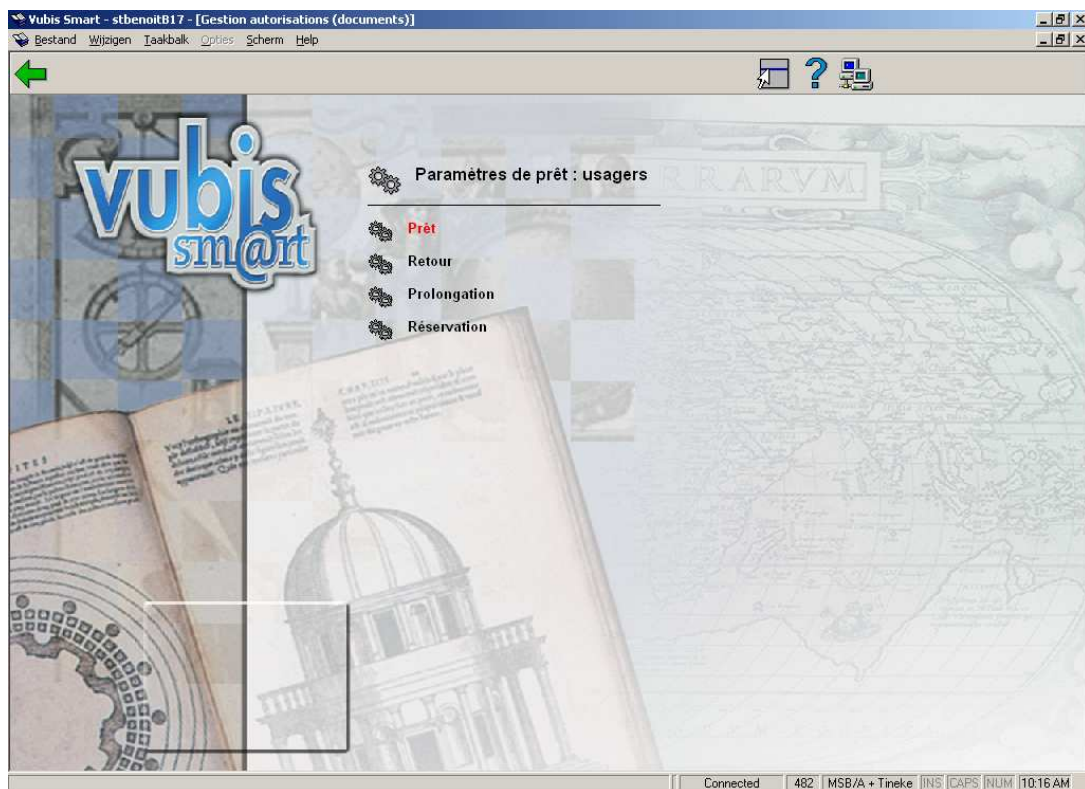 Vubis Smart - stbenoitB17 - [Gestion autorisations (documents)]
Bestand Wijzigen Taakbalk Opties Scherm Help
vubis
sm@rt
Paramètres de prêt : usagers
RARVM
Prêt
Retour
Prolongation
Réservation
Connected 482 MSB/A + Tineke INS CAPS NUM 10:16 AM